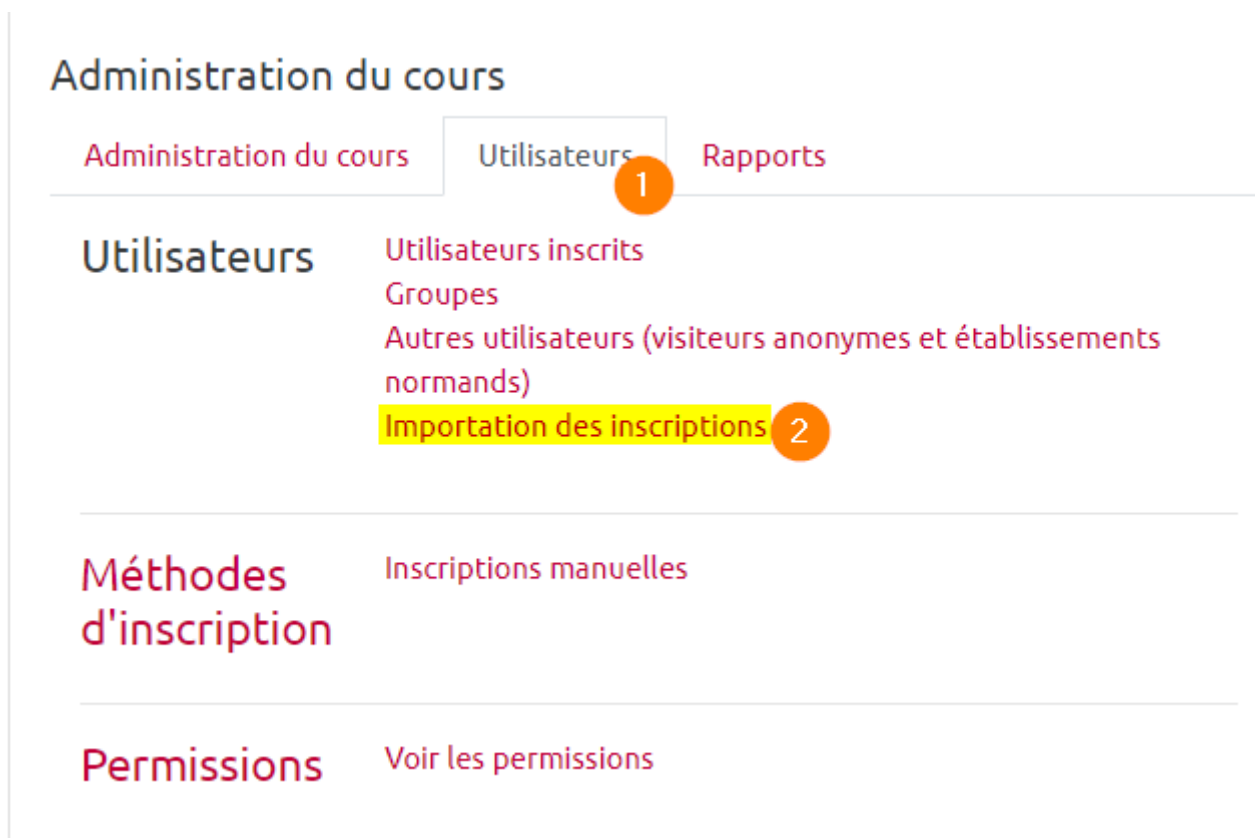 Administration du cours
Administration du cours Utilisateurs Rapports
1
Utilisateurs
Utilisateurs inscrits
Groupes
Autres utilisateurs (visiteurs anonymes et établissements
normands)
Importation des inscriptions 2
Méthodes
d'inscription
Inscriptions manuelles
Permissions
Voir les permissions